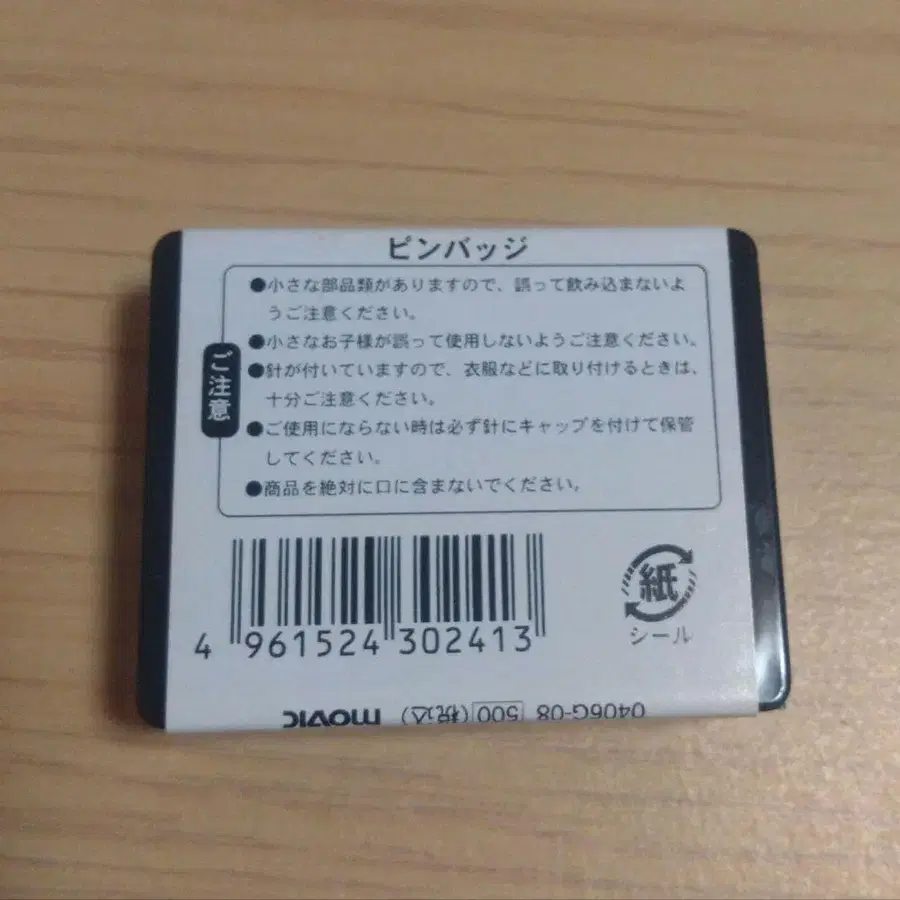 ピンバッジ
ご注意
●小さな部品類がありますので、誤って飲み込まないよ
うご注意ください。
●小さなお子様が誤って使用しないようご注意ください。
●針が付いていますので、衣服などに取り付けるときは、
十分ご注意ください。
●ご使用にならない時は必ず針にキャップを付けて保管
してください。
●商品を絶対に口に含まないでください。
4 961524 302413
紙
シール
0406G-08 500 (税込) movic